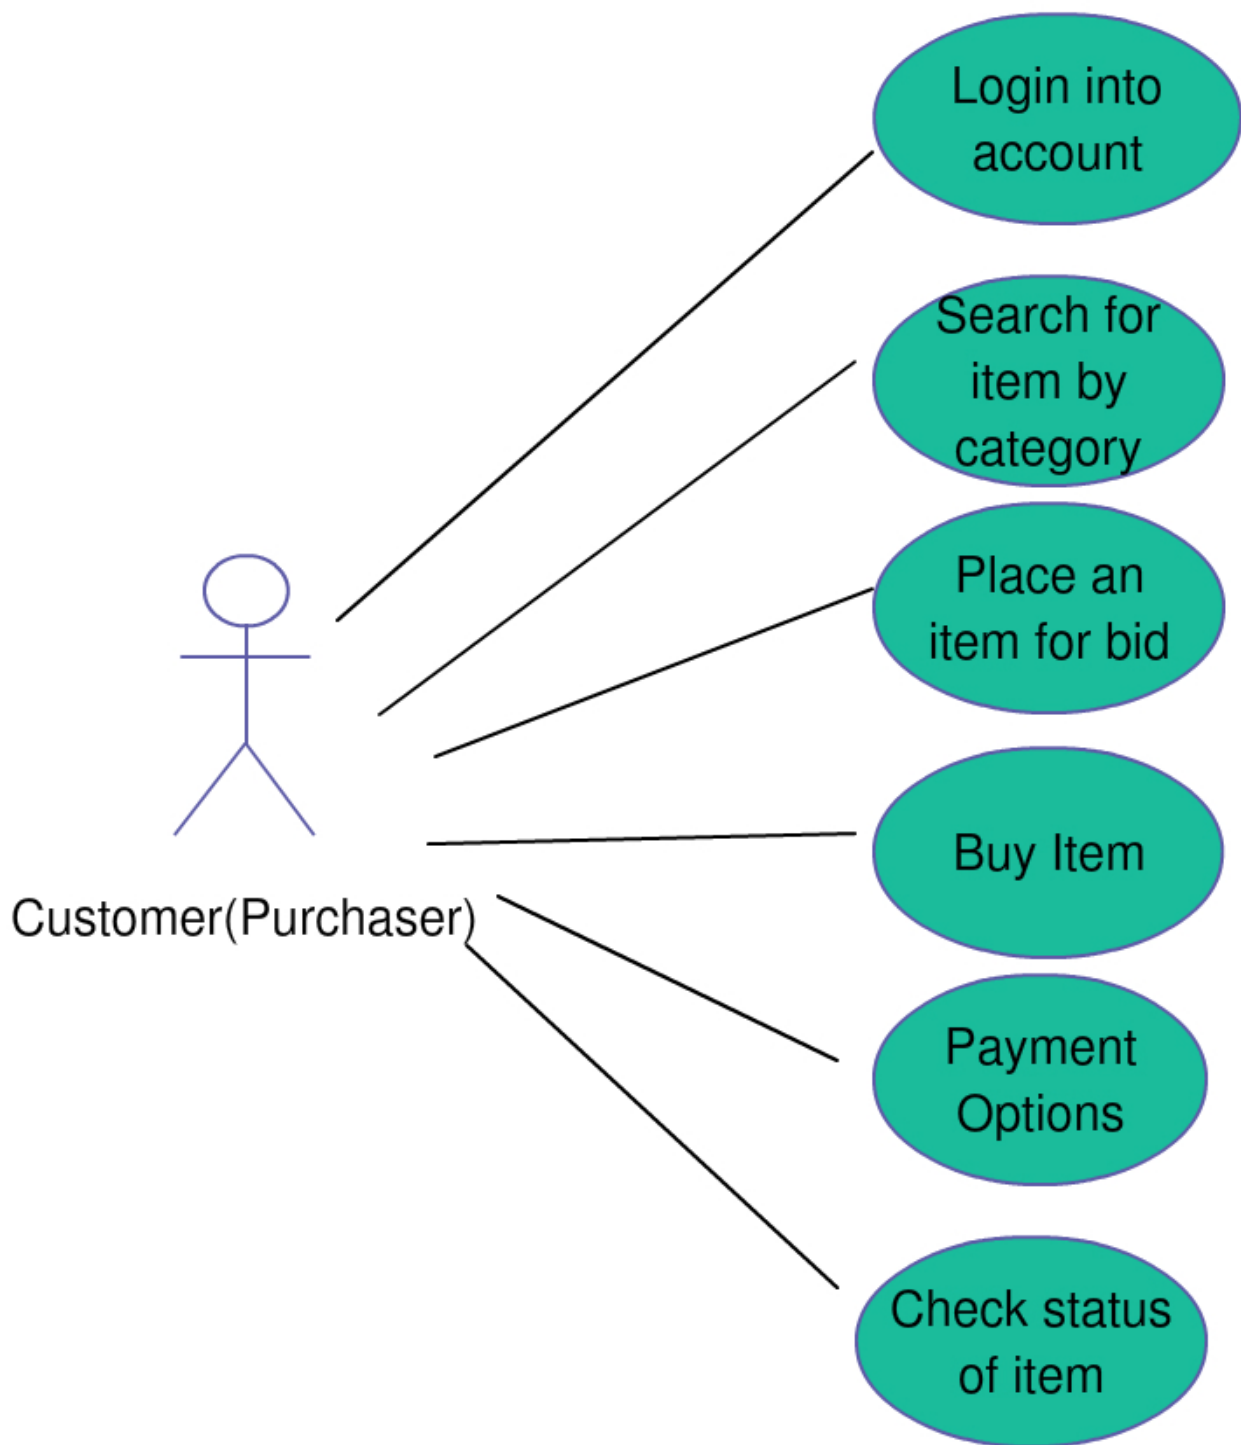 Login into
account
Search for
item by
category
Place an
item for bid
Buy Item
Customer(Purchaser)
Payment
Options
Check status
of item